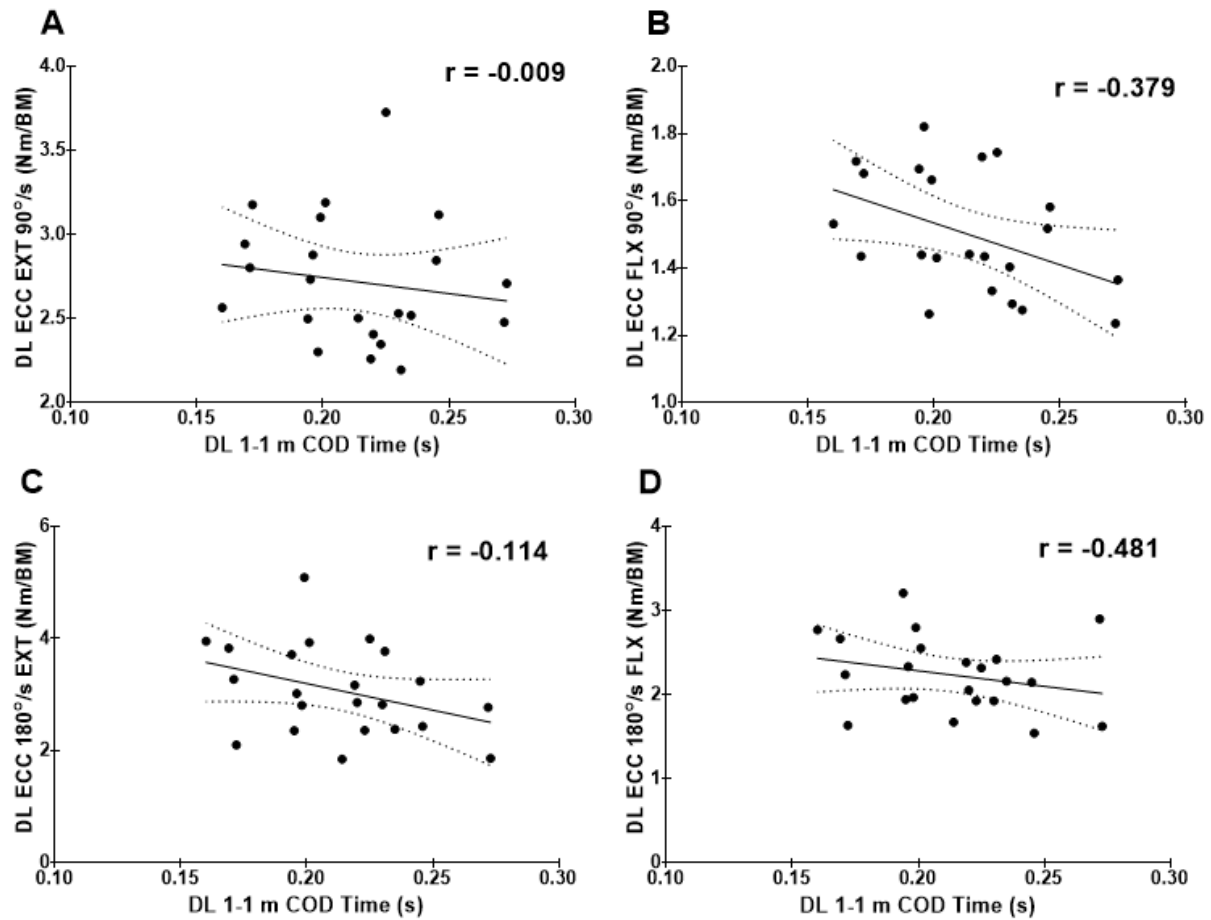 A
r = -0.009
DL ECC EXT 90°/s (Nm/BM)
4.0
3.5
3.0
2.5
2.0
0.10
0.15
0.20
0.25
0.30
DL 1-1 m COD Time (s)
B
r = -0.379
DL ECC FLX 90°/s (Nm/BM)
2.0
1.8
1.6
1.4
1.2
1.0
0.10
0.15
0.20
0.25
0.30
DL 1-1 m COD Time (s)
C
r = -0.114
DL ECC 180°/s EXT (Nm/BM)
6
4
2
0
0.10
0.15
0.20
0.25
0.30
DL 1-1 m COD Time (s)
D
r = -0.481
DL ECC 180°/s FLX (Nm/BM)
4
3
2
1
0
0.10
0.15
0.20
0.25
0.30
DL 1-1 m COD Time (s)